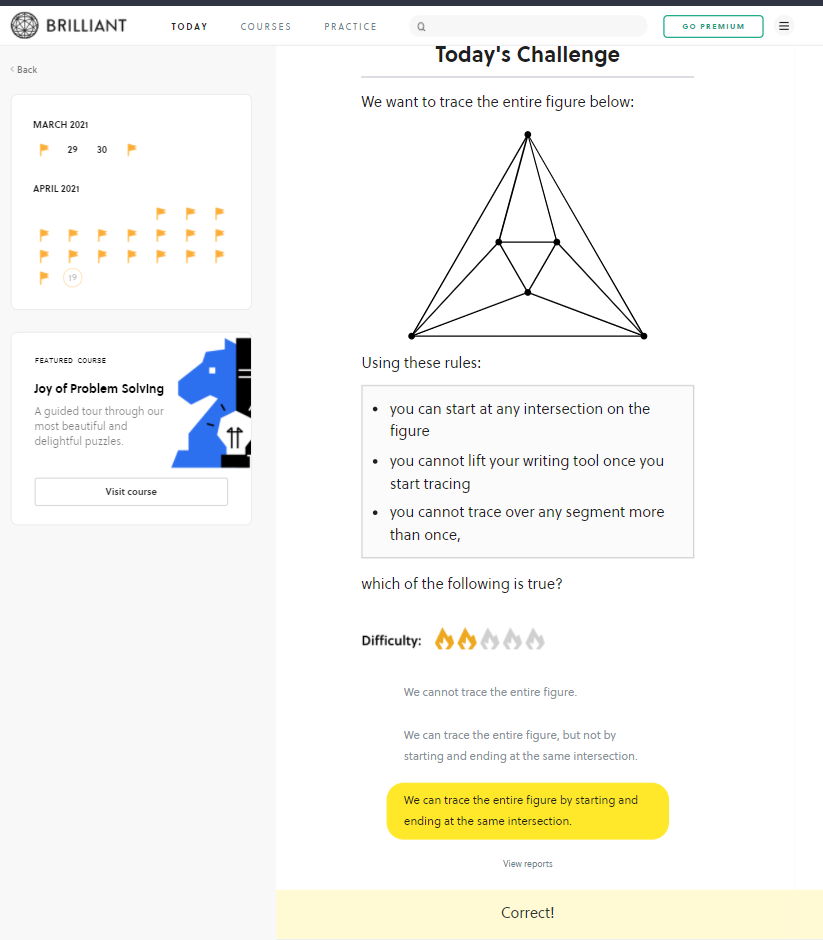 BRILLIANT
TODAY COURSES PRACTICE
GO PREMIUM
Back
MARCH 2021
29 30
APRIL 2021
19
FEATURED COURSE
Joy of Problem Solving
A guided tour through our
most beautiful and
delightful puzzles.
Visit course
Today's Challenge
We want to trace the entire figure below:
Using these rules:
• you can start at any intersection on the
figure
• you cannot lift your writing tool once you
start tracing
• you cannot trace over any segment more
than once,
which of the following is true?
Difficulty:
We cannot trace the entire figure.
We can trace the entire figure, but not by
starting and ending at the same intersection.
We can trace the entire figure by starting and
ending at the same intersection.
View reports
Correct!